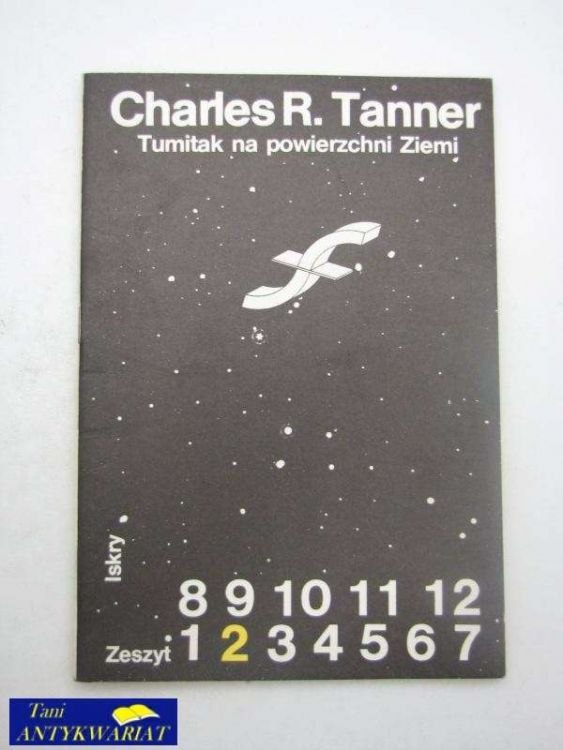 Charles R. Tanner
Tumitak na powierzchni Ziemi
Iskry
8 9 10 11 12
Zeszyt 1 2 3 4 5 6 7
Tani
ANTYKWARIAT